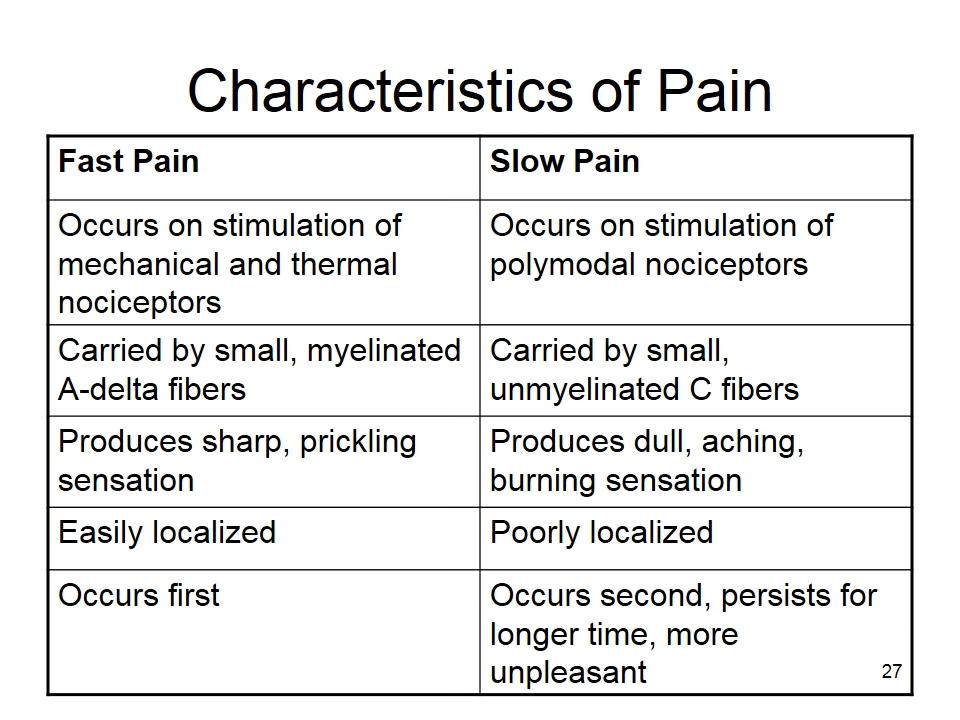 Characteristics of Pain
Fast Pain
Slow Pain
Occurs on stimulation of
mechanical and thermal
nociceptors
Occurs on stimulation of
polymodal nociceptors
Carried by small, myelinated
A-delta fibers
Carried by small,
unmyelinated C fibers
Produces sharp, prickling
sensation
Produces dull, aching,
burning sensation
Easily localized
Poorly localized
Occurs first
Occurs second, persists for
longer time, more
unpleasant
27